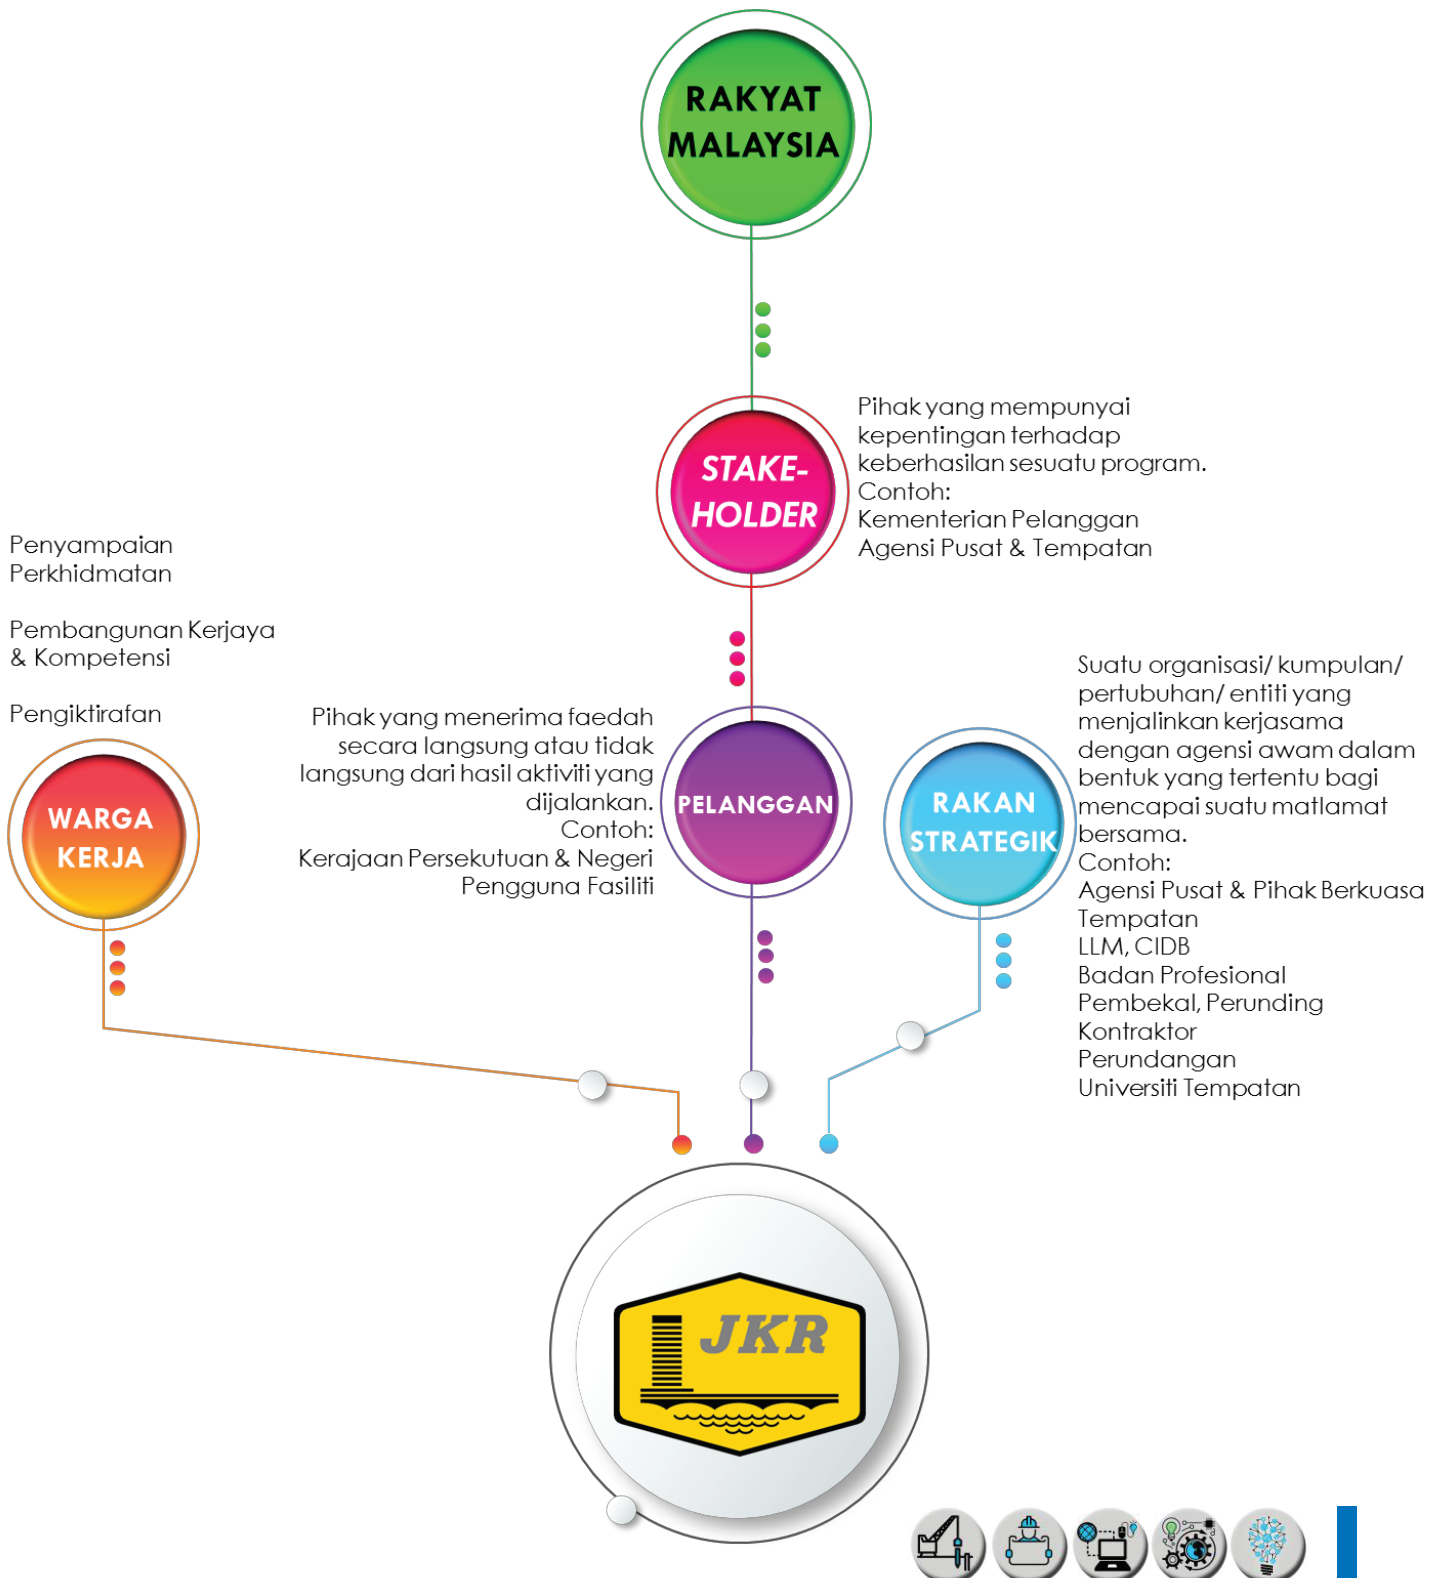 RAKYAT
MALAYSIA
STAKE-
HOLDER
Pihak yang mempunyai
kepentingan terhadap
keberhasilan sesuatu program.
Contoh:
Kementerian Pelanggan
Agensi Pusat & Tempatan
Penyampaian
Perkhidmatan
Pembangunan Kerjaya
& Kompetensi
Pengiktirafan
WARGA
KERJA
Pihak yang menerima faedah
secara langsung atau tidak
langsung dari hasil aktiviti yang
dijalankan.
Contoh:
Kerajaan Persekutuan & Negeri
Pengguna Fasiliti
PELANGGAN
RAKAN
STRATEGIK
Suatu organisasi/ kumpulan/
pertubuhan/ entiti yang
menjalinkan kerjasama
dengan agensi awam dalam
bentuk yang tertentu bagi
mencapai suatu matlamat
bersama.
Contoh:
Agensi Pusat & Pihak Berkuasa
Tempatan
LLM, CIDB
Badan Profesional
Pembekal, Perunding
Kontraktor
Perundangan
Universiti Tempatan
JKR